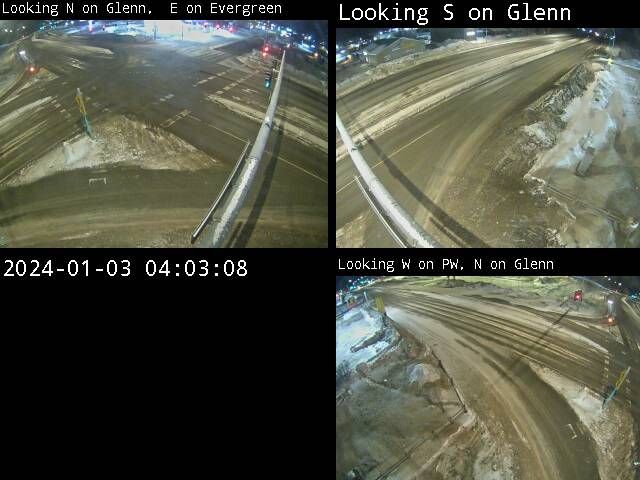 Looking N on Glenn,  E on Evergreen
Looking S on Glenn
2024-01-03 04:03:08
Looking W on PW, N on Glenn